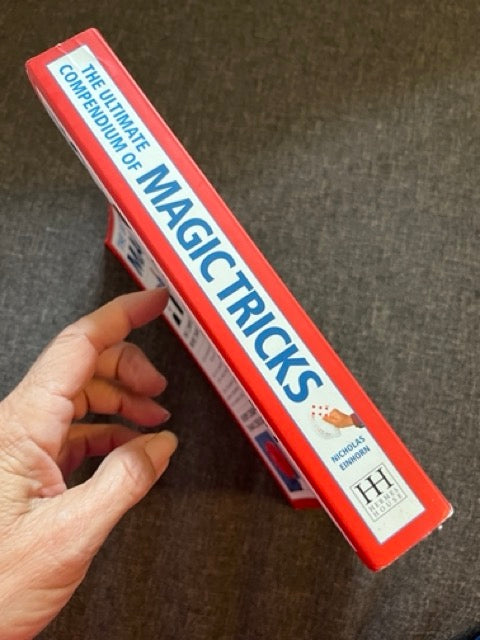 THE ULTIMATE
COMPENDIUM OF
MAGIC TRICKS
NICHOLAS
EINHORN
HH
HERMES
HOUSE